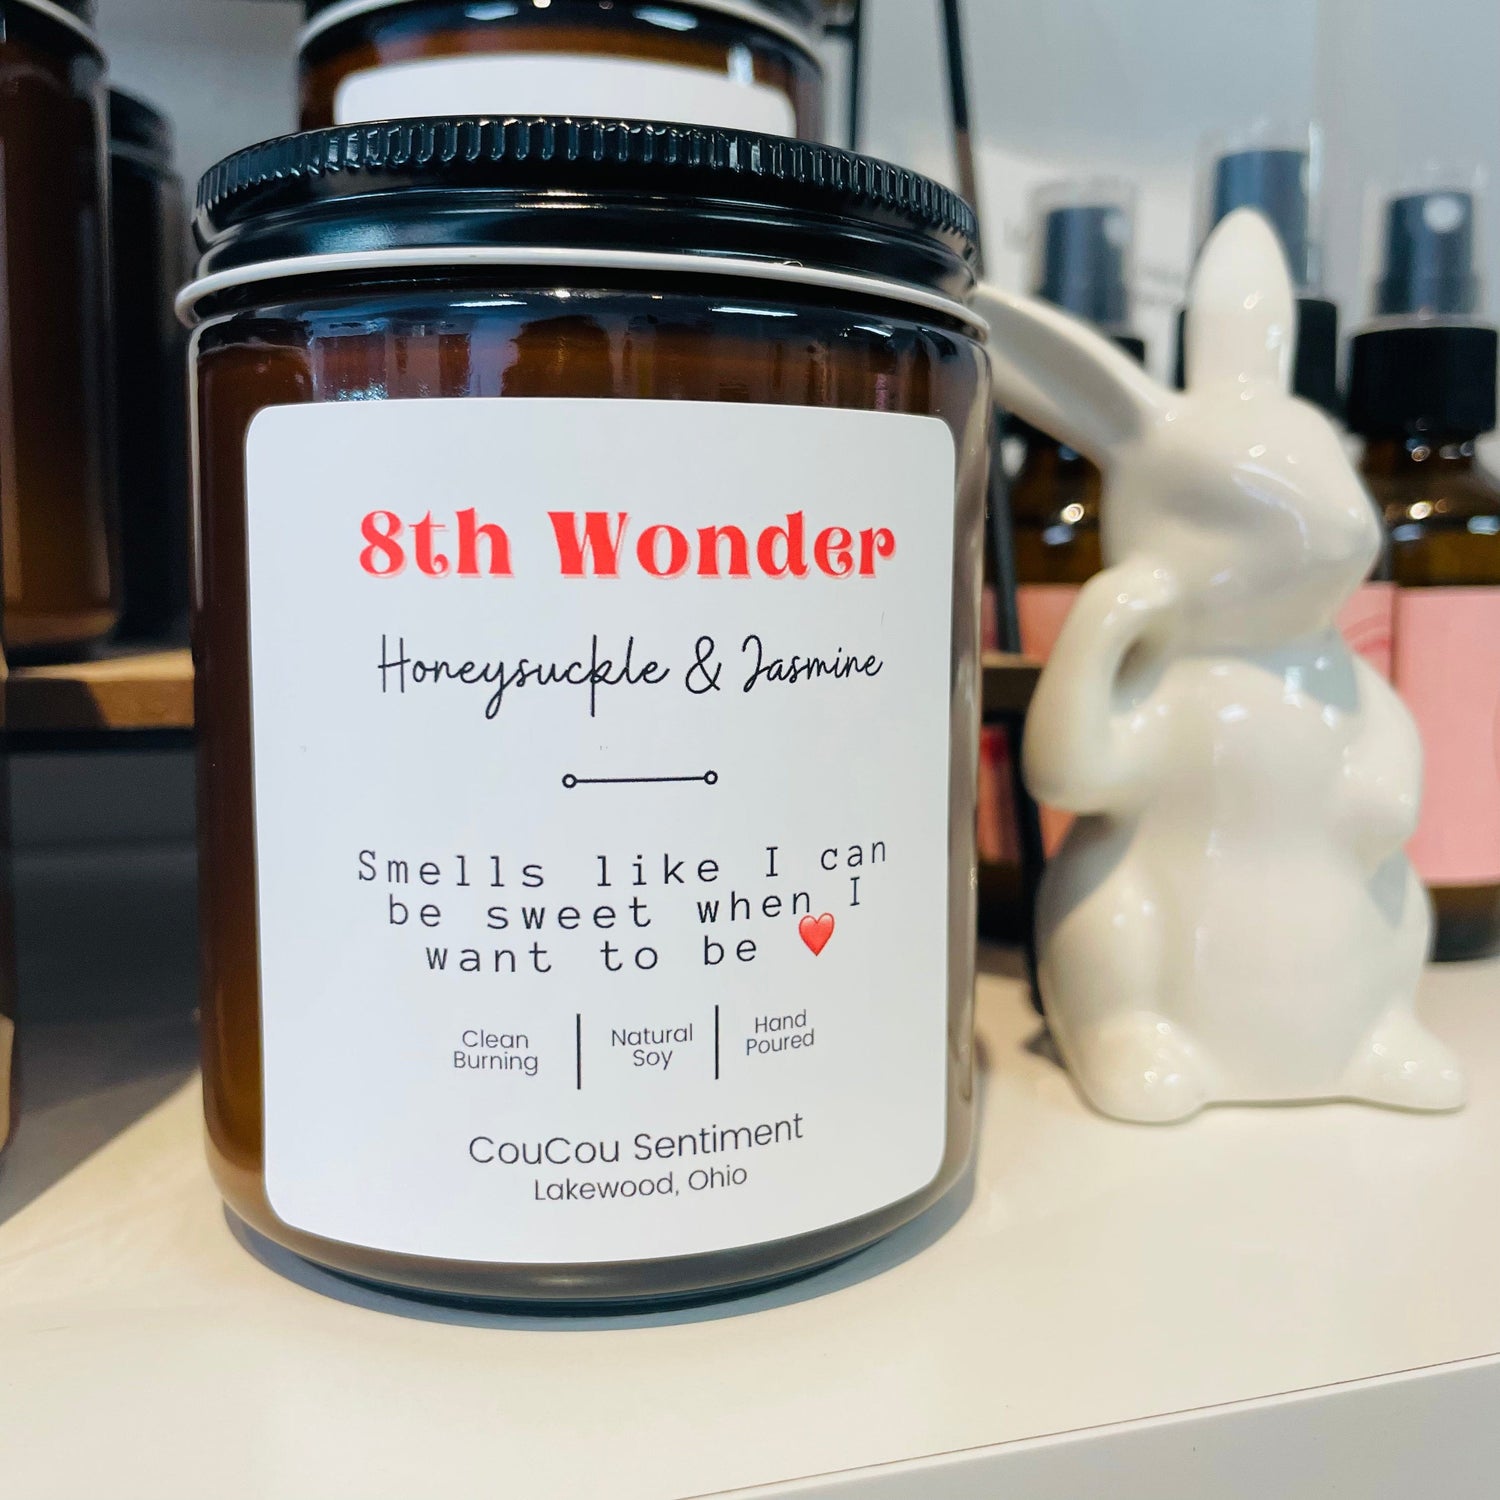 8th Wonder
Honeysuckle & Jasmine
Smells like I can
be sweet when I
want to be ❤️
Clean
Burning
Natural
Soy
Hand
Poured
CouCou Sentiment
Lakewood, Ohio